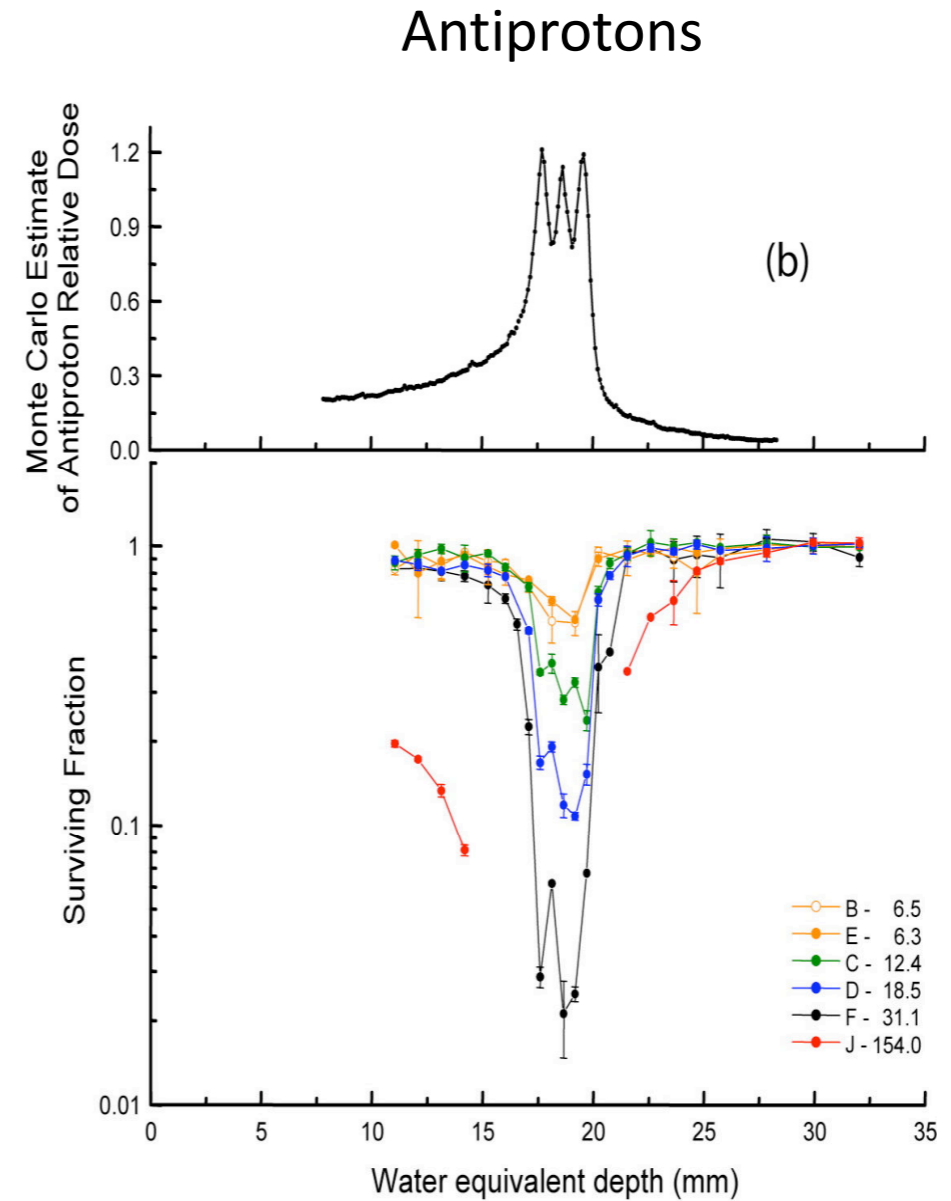 Antiprotons
Monte Carlo Estimate
of Antiproton Relative Dose
1.2
0.9
0.6
0.3
0.0
(b)
Surviving Fraction
1
0.1
0.01
B - 6.5
E - 6.3
C - 12.4
D - 18.5
F - 31.1
J - 154.0
0 5 10 15 20 25 30 35
Water equivalent depth (mm)